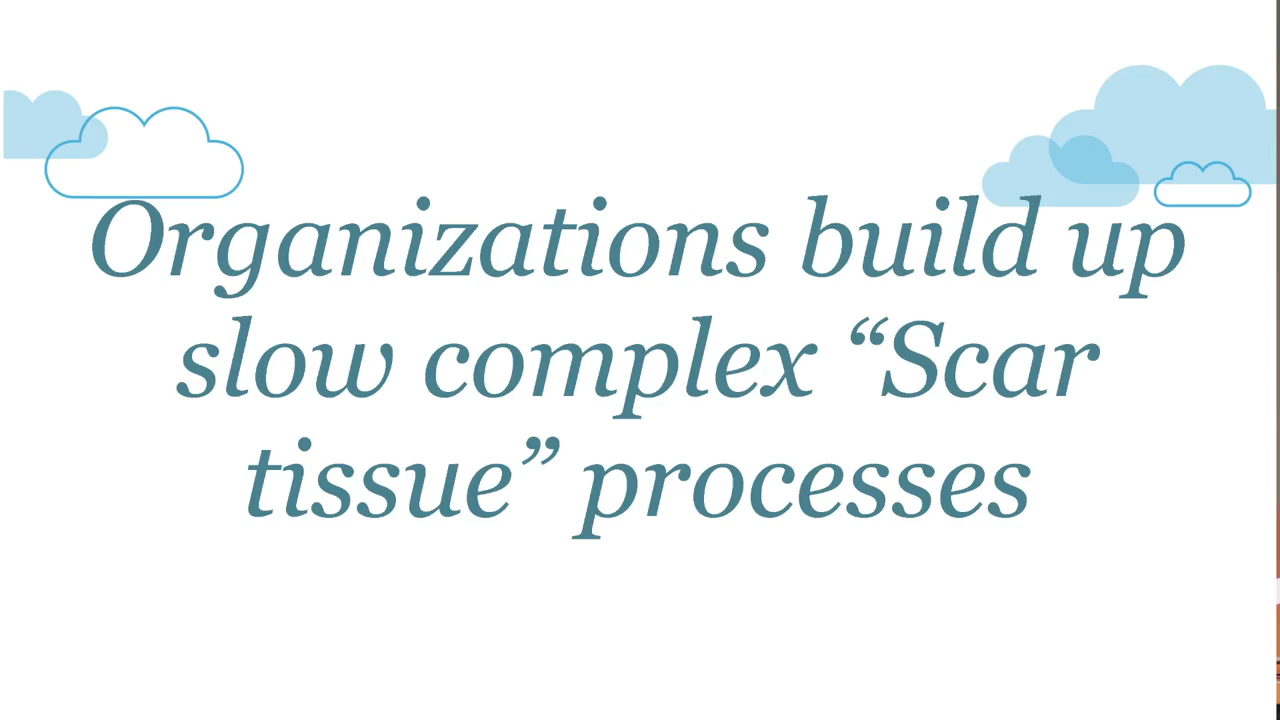 Organizations build up
slow complex “Scar
tissue” processes